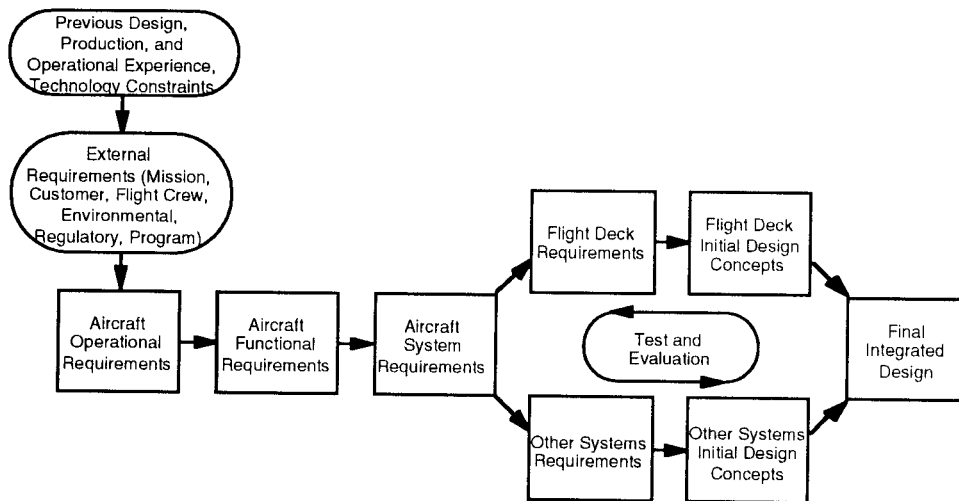 Previous Design,
Production, and
Operational Experience,
Technology Constraints
External
Requirements (Mission,
Customer, Flight Crew,
Environmental,
Regulatory, Program)
Aircraft
Operational
Requirements
Aircraft
Functional
Requirements
Aircraft
System
Requirements
Flight Deck
Requirements
Flight Deck
Initial Design
Concepts
Test and
Evaluation
Other Systems
Requirements
Other Systems
Initial Design
Concepts
Final
Integrated
Design